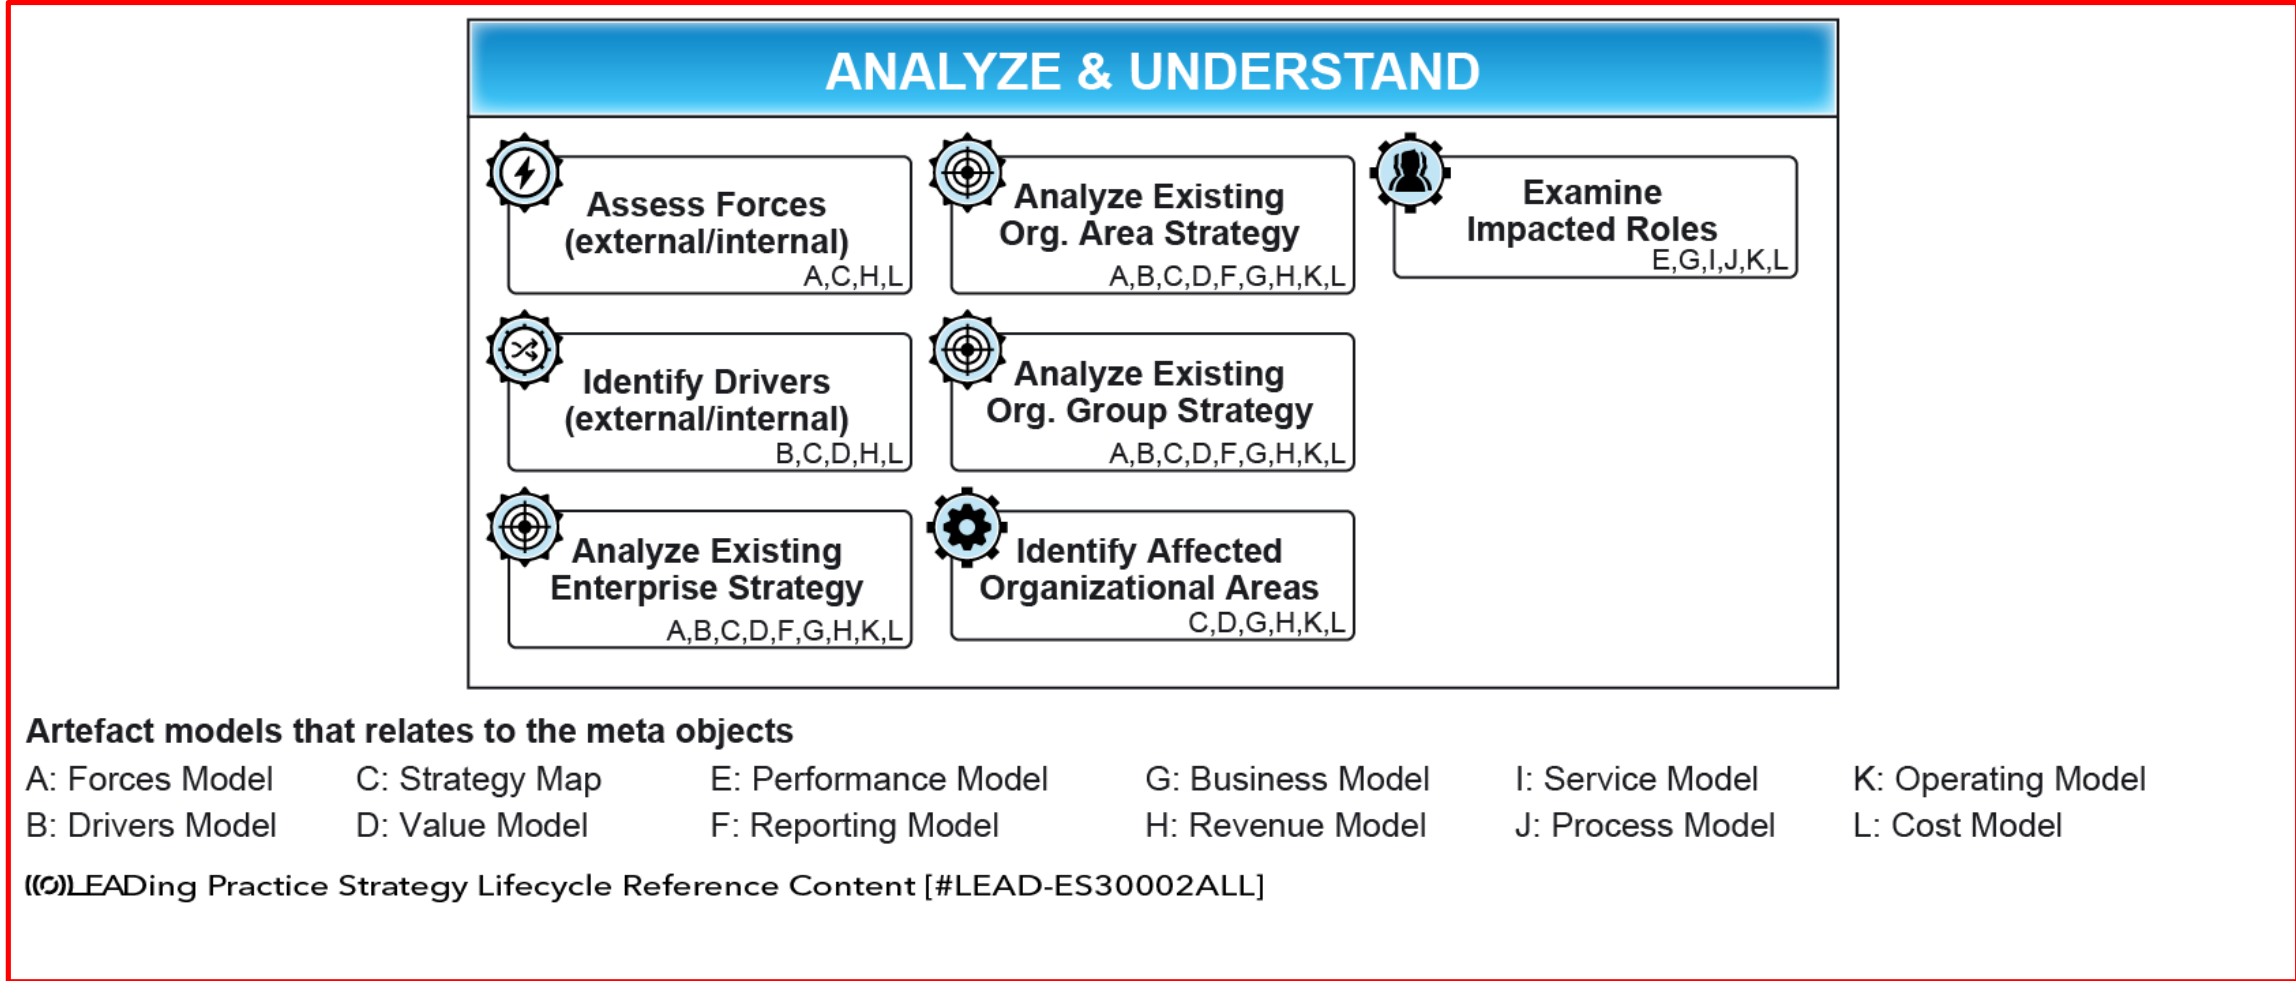 ANALYZE & UNDERSTAND
Assess Forces
(external/internal)
A,C,H,L
Identify Drivers
(external/internal)
B,C,D,H,L
Analyze Existing
Enterprise Strategy
A,B,C,D,F,G,H,K,L
Analyze Existing
Org. Area Strategy
A,B,C,D,F,G,H,K,L
Analyze Existing
Org. Group Strategy
A,B,C,D,F,G,H,K,L
Identify Affected
Organizational Areas
C,D,G,H,K,L
Examine
Impacted Roles
E,G,I,J,K,L
Artefact models that relates to the meta objects
A: Forces Model C: Strategy Map E: Performance Model G: Business Model I: Service Model K: Operating Model
B: Drivers Model D: Value Model F: Reporting Model H: Revenue Model J: Process Model L: Cost Model
LEADing Practice Strategy Lifecycle Reference Content [#LEAD-ES30002ALL]